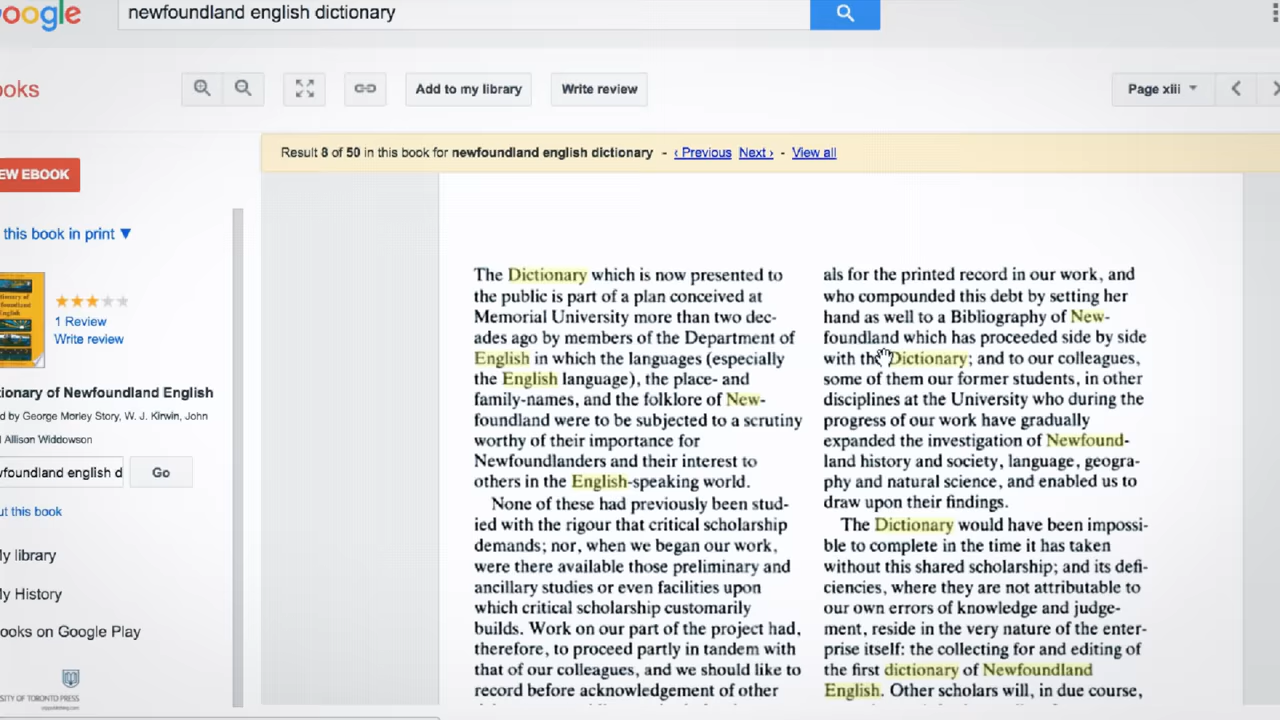 oogle
newfoundland english dictionary
ooks
Add to my library
Write review
Page xiii
Result 8 of 50 in this book for newfoundland english dictionary - ‹ Previous Next › - View all
EW EBOOK
this book in print ▼
1 Review
Write review
tionary of Newfoundland English
d by George Morley Story, W. J. Kirwin, John
Allison Widdowson
wfoundland english d
Go
ut this book
My library
My History
ooks on Google Play
SITY OF TORONTO PRESS
The Dictionary which is now presented to
the public is part of a plan conceived at
Memorial University more than two dec-
ades ago by members of the Department of
English in which the languages (especially
the English language), the place- and
family-names, and the folklore of New-
foundland were to be subjected to a scrutiny
worthy of their importance for
Newfoundlanders and their interest to
others in the English-speaking world.
None of these had previously been stud-
ied with the rigour that critical scholarship
demands; nor, when we began our work,
were there available those preliminary and
ancillary studies or even facilities upon
which critical scholarship customarily
builds. Work on our part of the project had,
therefore, to proceed partly in tandem with
that of our colleagues, and we should like to
record before acknowledgement of other
als for the printed record in our work, and
who compounded this debt by setting her
hand as well to a Bibliography of New-
foundland which has proceeded side by side
with the Dictionary; and to our colleagues,
some of them our former students, in other
disciplines at the University who during the
progress of our work have gradually
expanded the investigation of Newfound-
land history and society, language, geogra-
phy and natural science, and enabled us to
draw upon their findings.
The Dictionary would have been impossi-
ble to complete in the time it has taken
without this shared scholarship; and its defi-
ciencies, where they are not attributable to
our own errors of knowledge and judge-
ment, reside in the very nature of the enter-
prise itself: the collecting for and editing of
the first dictionary of Newfoundland
English. Other scholars will, in due course,